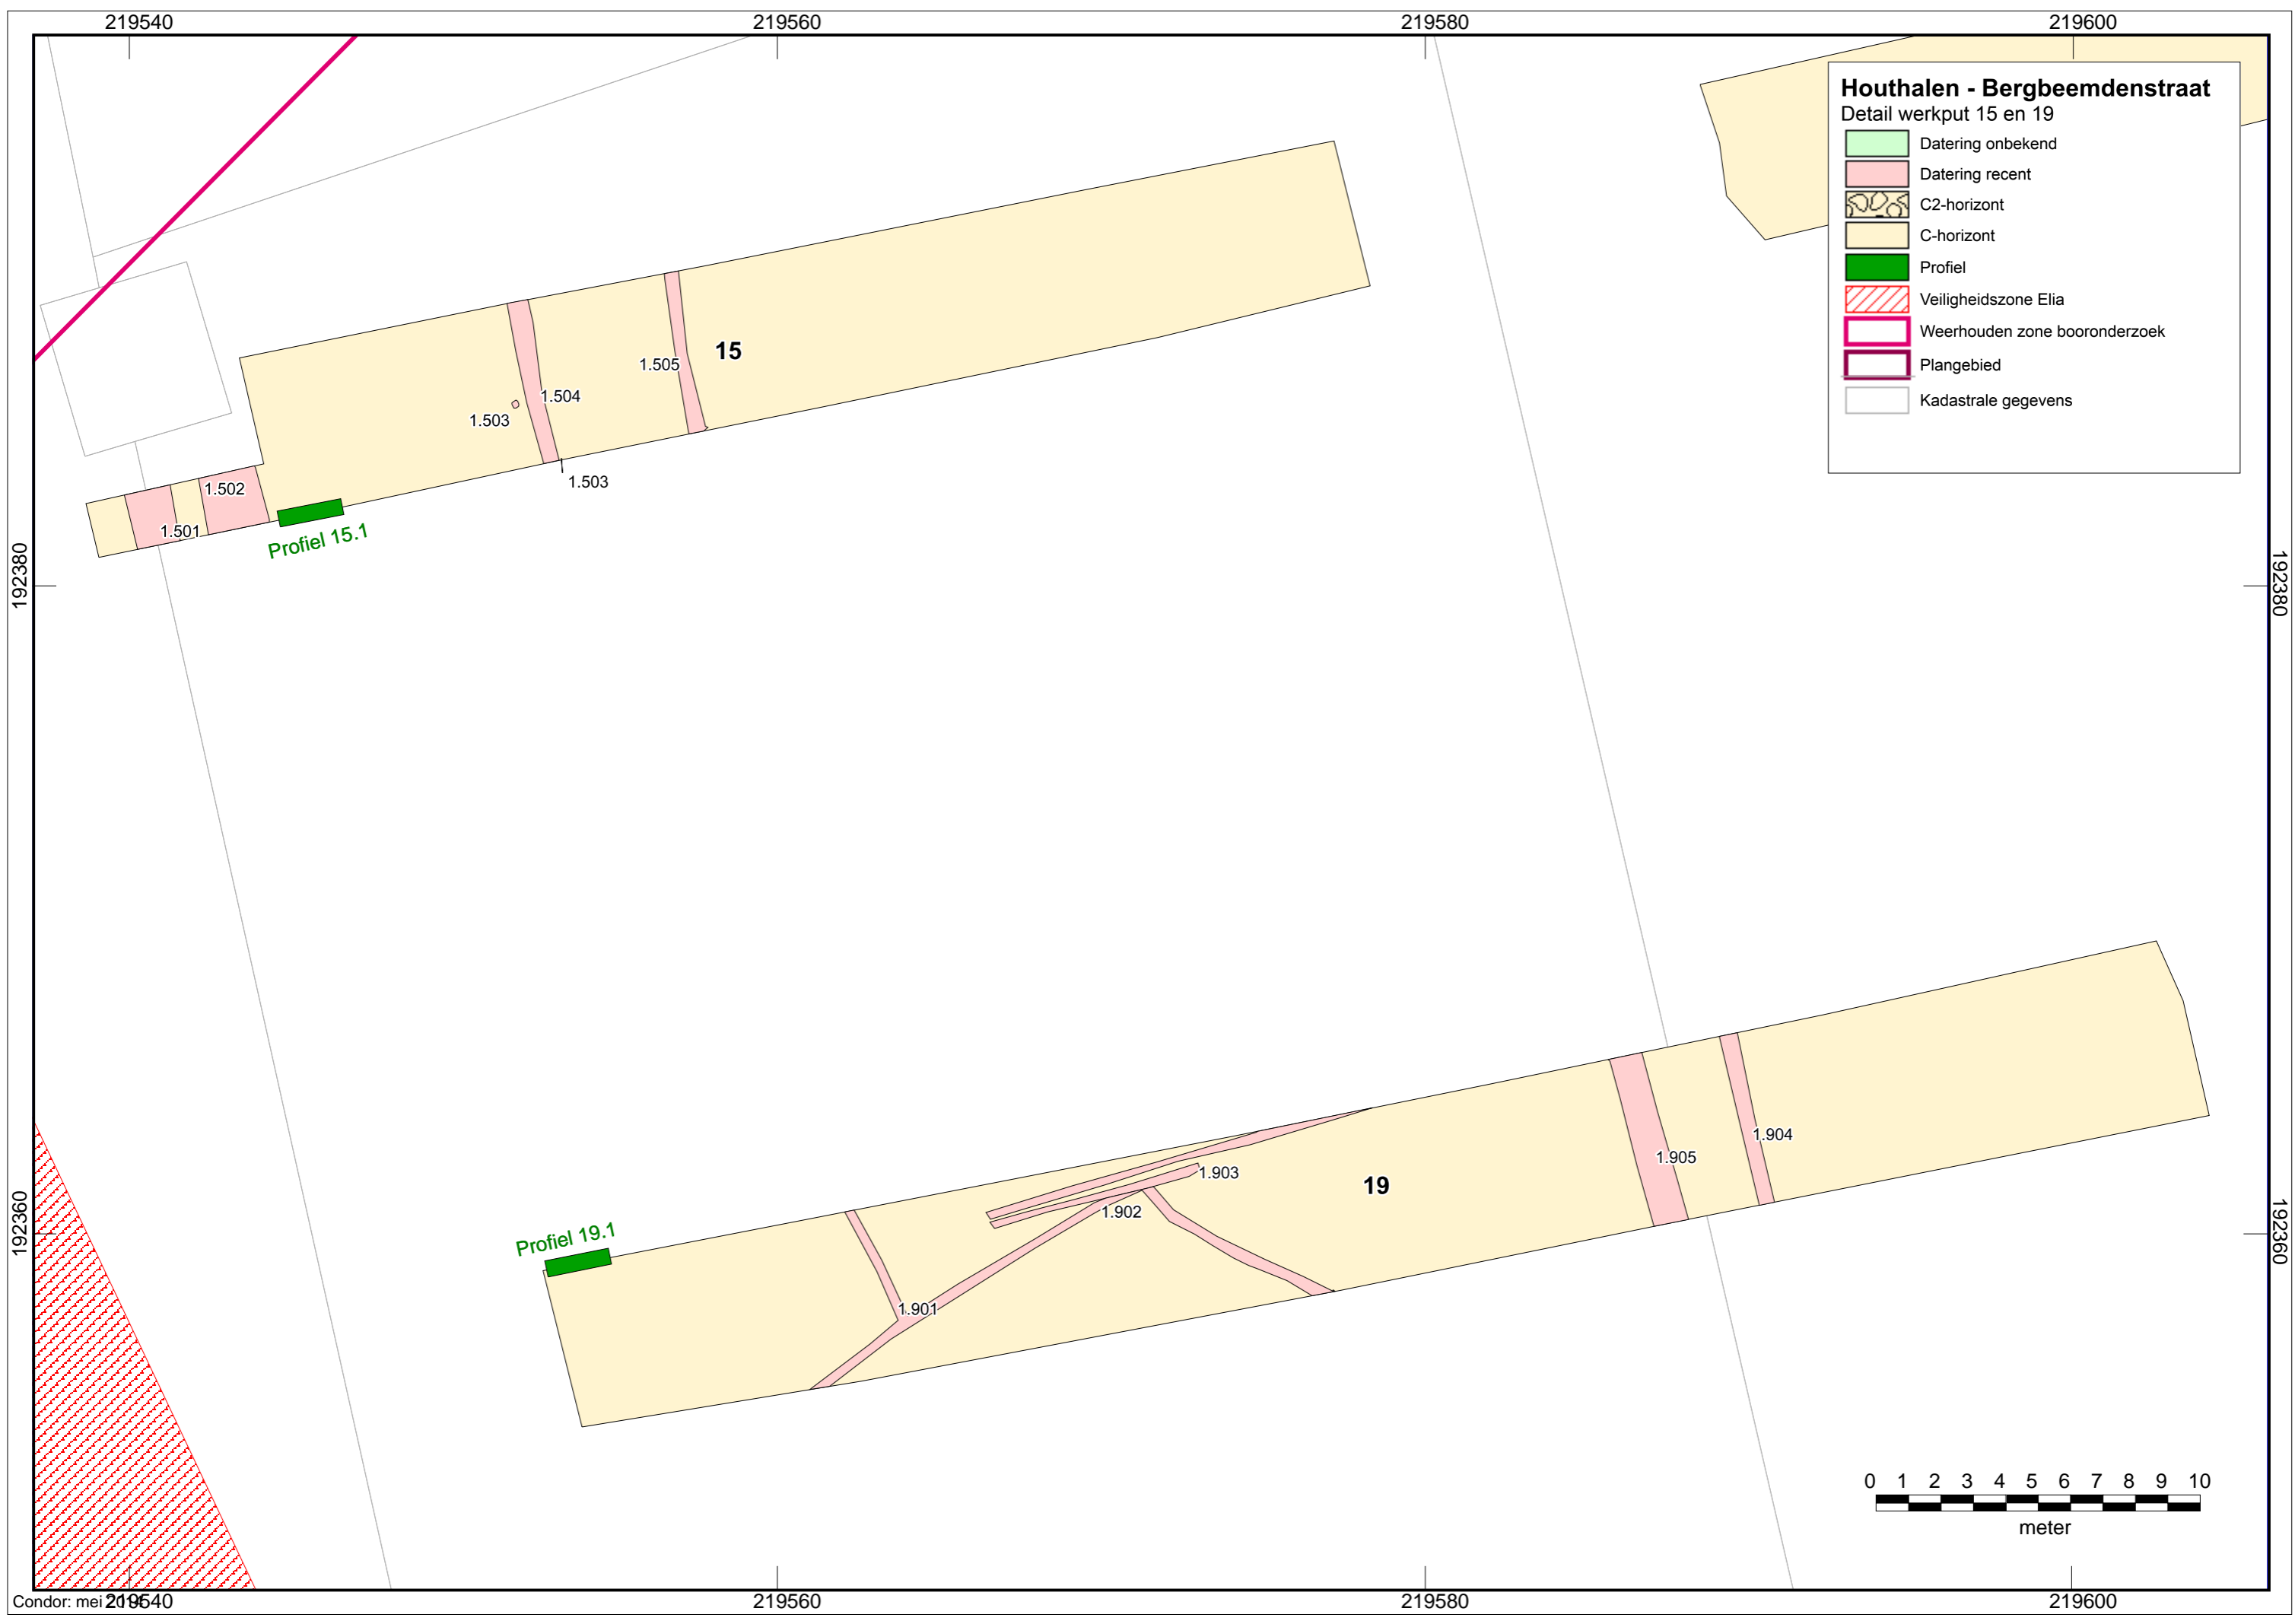 219540 219560 219580 219600
Houthalen - Bergbeemdenstraat
Detail werkput 15 en 19
Datering onbekend
Datering recent
C2-horizont
C-horizont
Profiel
Veiligheidszone Elia
Weerhouden zone booronderzoek
Plangebied
Kadastrale gegevens
15
1.505
1.504
1.503
1.503
1.502
1.501
Profiel 15.1
192380 192380
1.904
1.905
1.903
19
1.902
Profiel 19.1
192360 192360
1.901
0 1 2 3 4 5 6 7 8 9 10
meter
Condor: mei
219540 219560 219580 219600